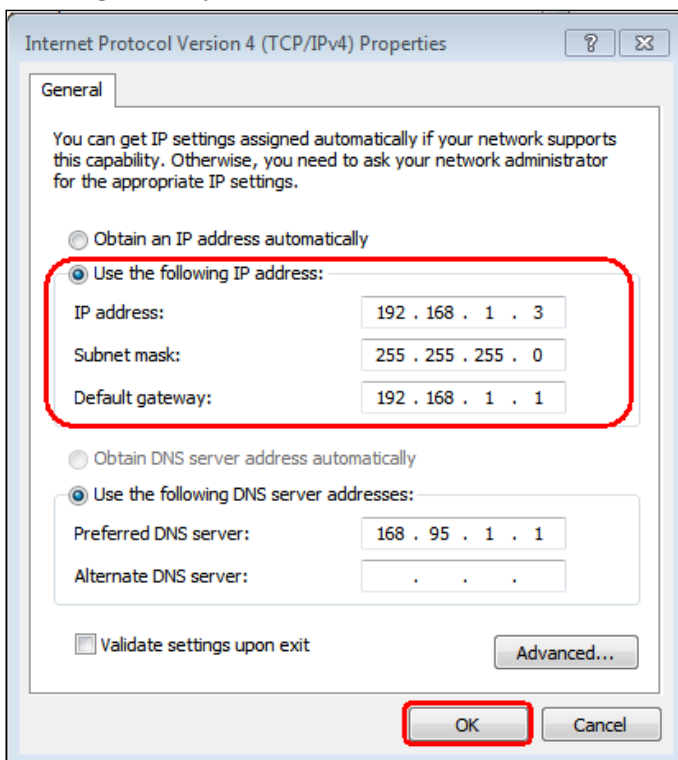 Internet Protocol Version 4 (TCP/IPv4) Properties
General
You can get IP settings assigned automatically if your network supports
this capability. Otherwise, you need to ask your network administrator
for the appropriate IP settings.
Obtain an IP address automatically
Use the following IP address:
IP address: 192 . 168 . 1 . 3
Subnet mask: 255 . 255 . 255 . 0
Default gateway: 192 . 168 . 1 . 1
Obtain DNS server address automatically
Use the following DNS server addresses:
Preferred DNS server: 168 . 95 . 1 . 1
Alternate DNS server: . . .
Validate settings upon exit
Advanced...
OK Cancel